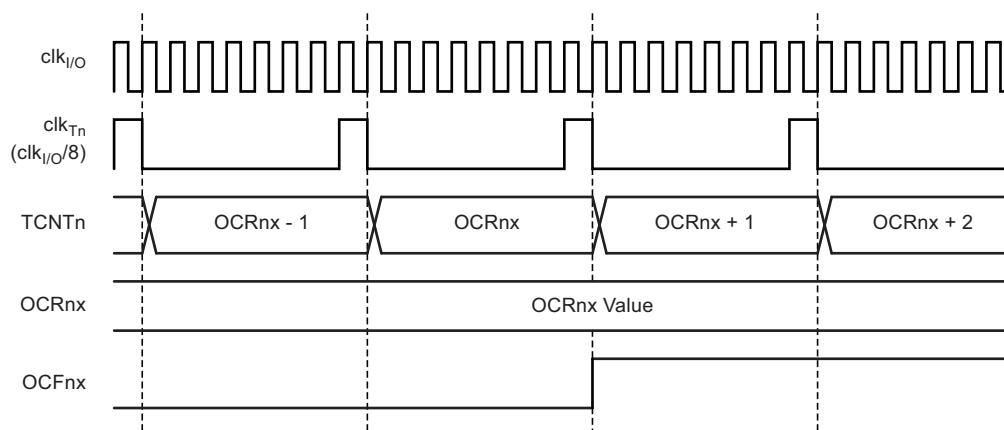 clkI/O
clkTn
(clkI/O/8)
TCNTn
OCRnx - 1
OCRnx
OCRnx + 1
OCRnx + 2
OCRnx
OCRnx Value
OCFnx